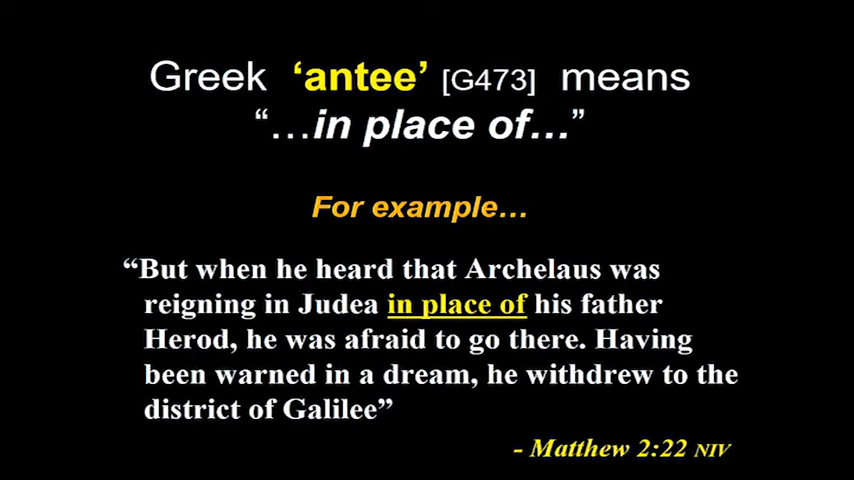 Greek ‘antee’ [G473] means
“…in place of…”
For example…
“But when he heard that Archelaus was
reigning in Judea in place of his father
Herod, he was afraid to go there. Having
been warned in a dream, he withdrew to the
district of Galilee”
- Matthew 2:22 NIV